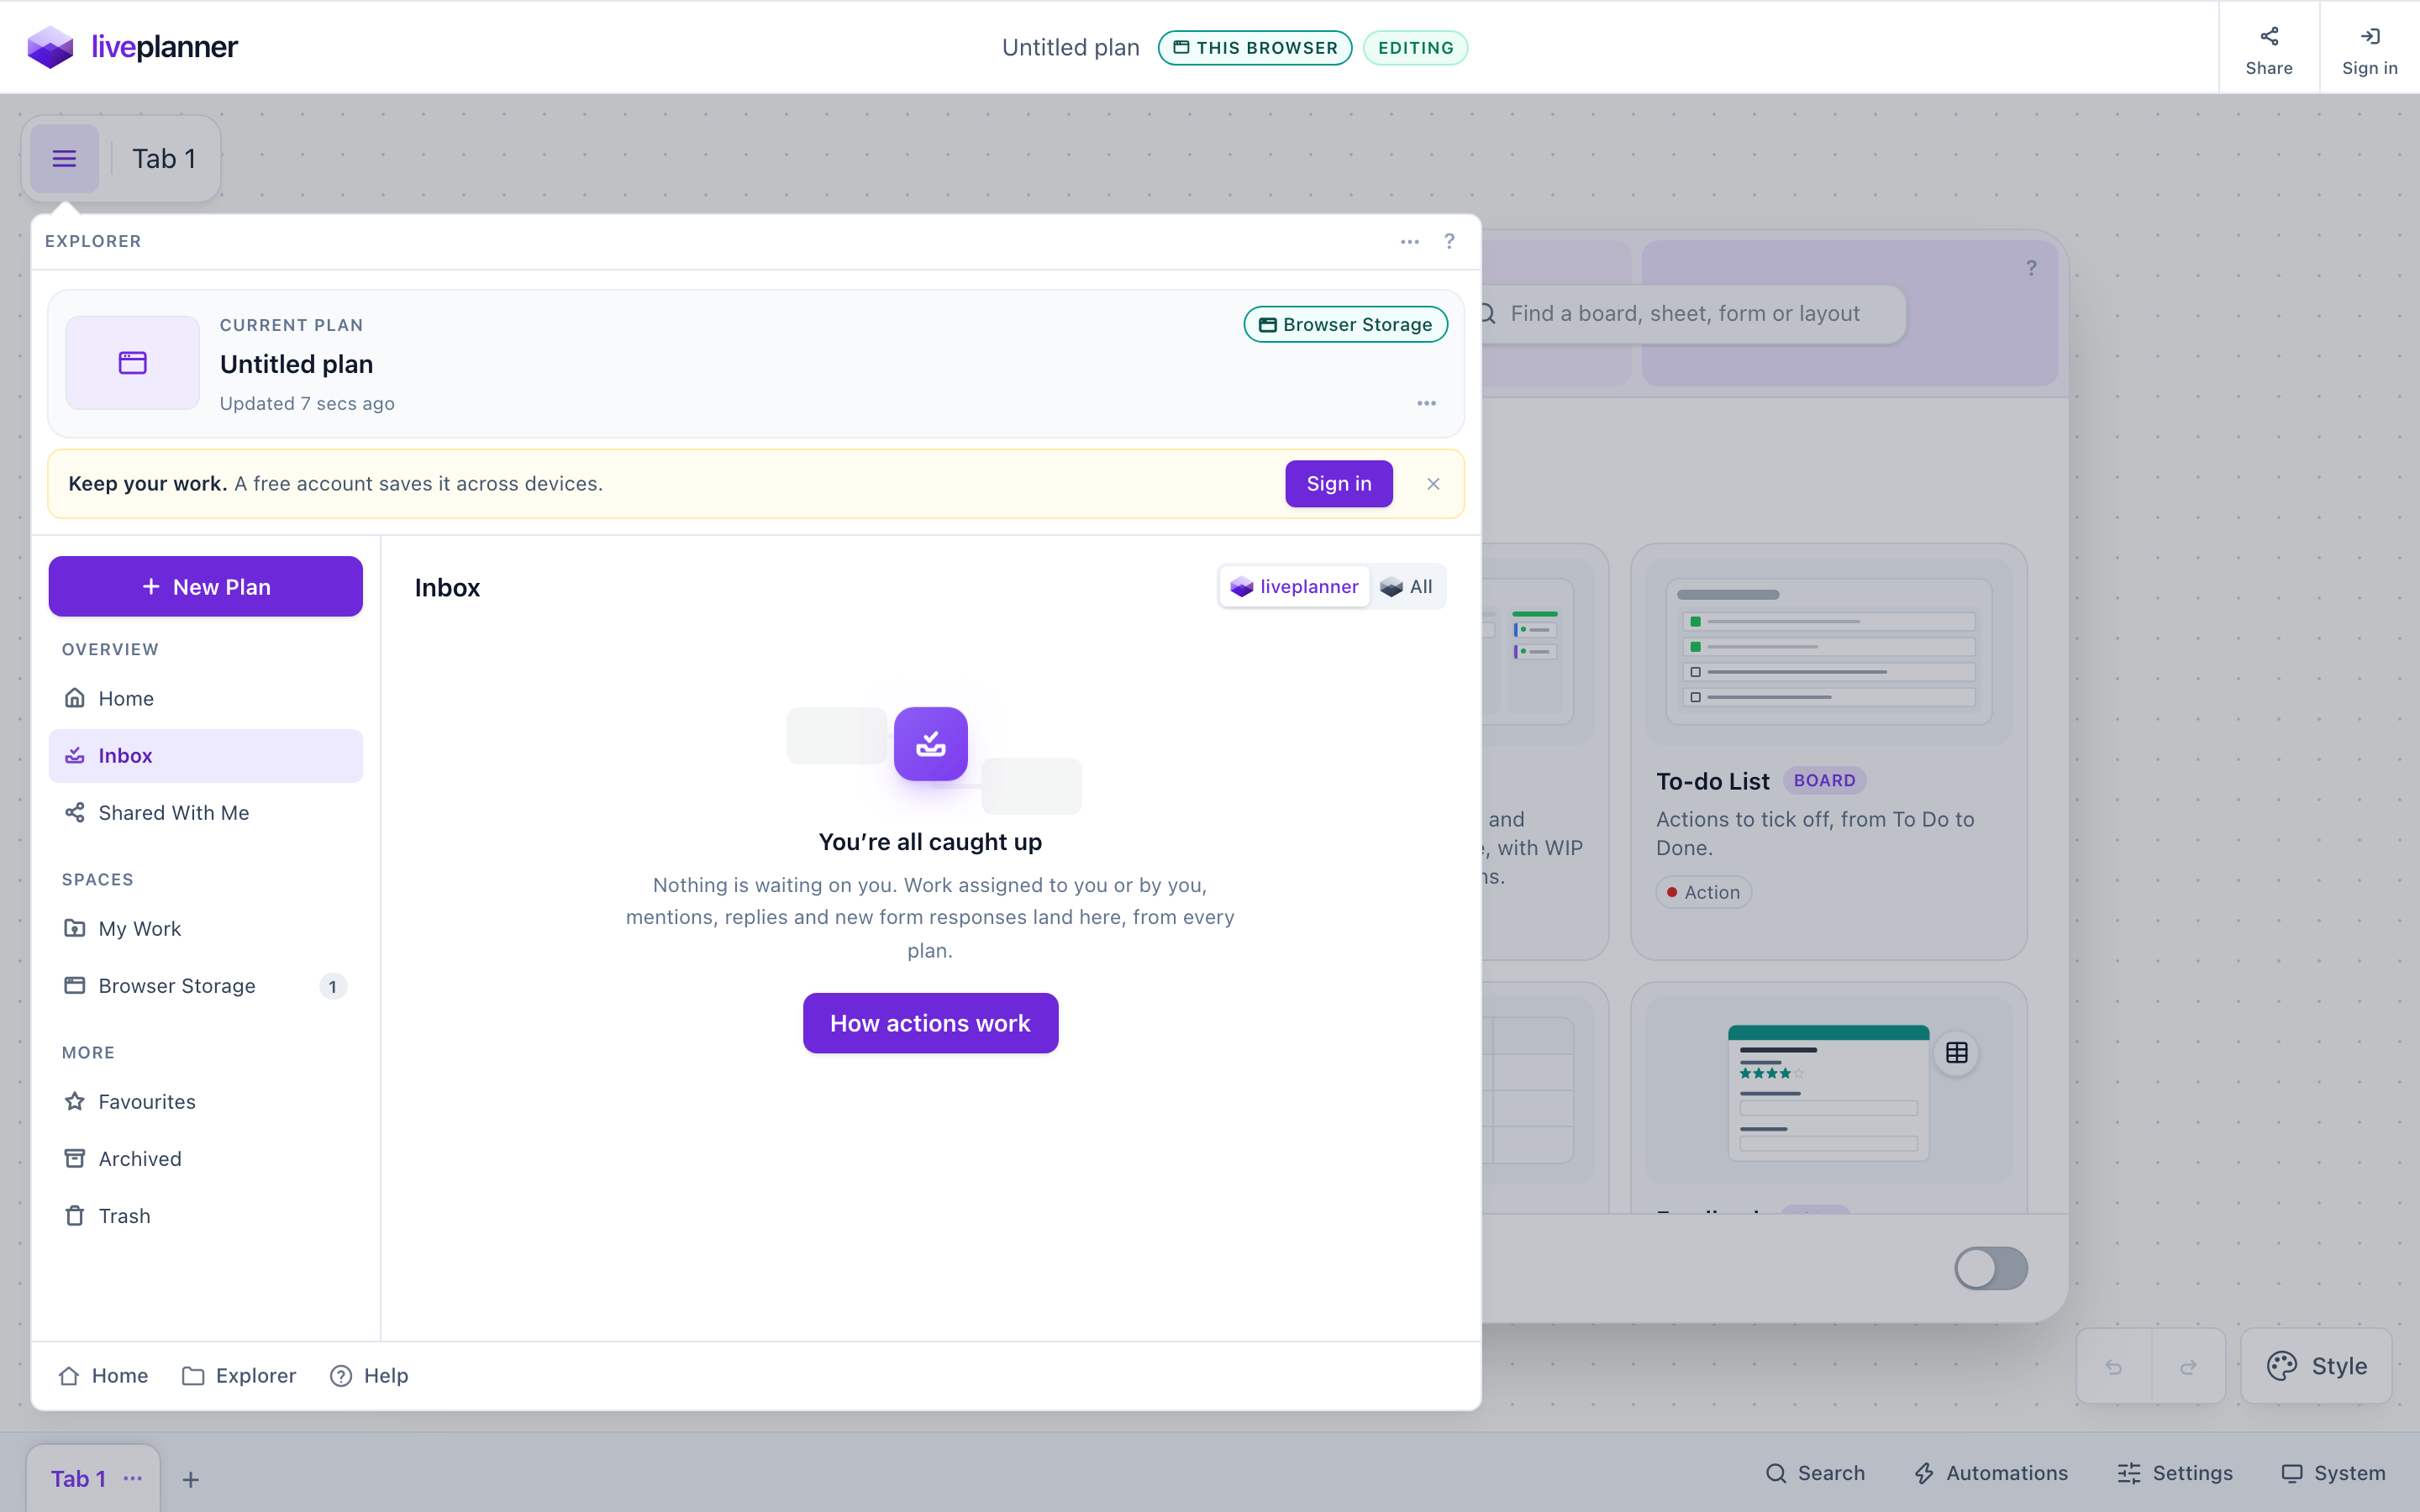 liveplanner
Untitled plan
THIS BROWSER
EDITING
Share
Sign in
Tab 1
EXPLORER
?
CURRENT PLAN
Untitled plan
Updated 7 secs ago
Browser Storage
Keep your work. A free account saves it across devices.
Sign in
New Plan
OVERVIEW
Home
Inbox
Shared With Me
SPACES
My Work
Browser Storage
1
MORE
Favourites
Archived
Trash
Inbox
liveplanner
All
You're all caught up
Nothing is waiting on you. Work assigned to you or by you,
mentions, replies and new form responses land here, from every
plan.
How actions work
Home
Explorer
Help
?
Find a board, sheet, form or layout
and
, with WIP
To-do List
BOARD
Actions to tick off, from To Do to
Done.
Action
Style
Tab 1
Search
Automations
Settings
System